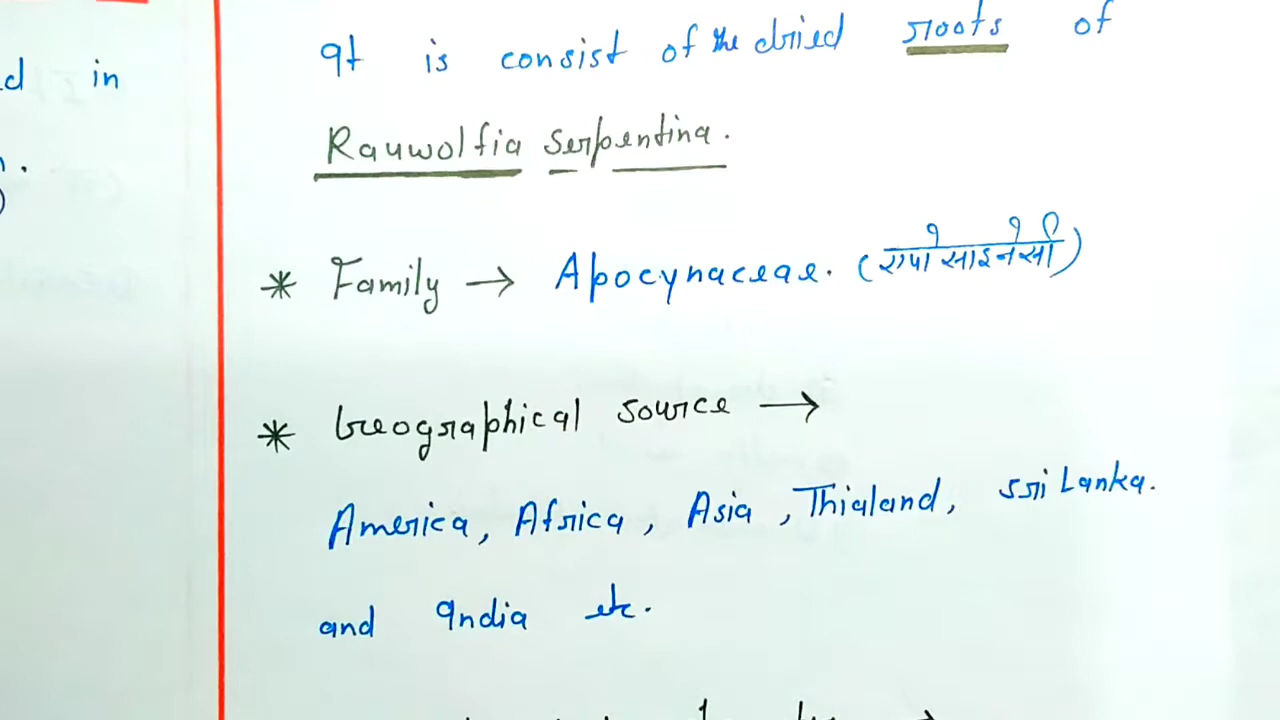 It is consist of the dried roots of
d in
Rauwolfia serpentina.
* Family → Apocynaceae. (एपोसाइनेसी)
* Geographical source →
America, Africa, Asia, Thialand, Sri Lanka.
and India etc.